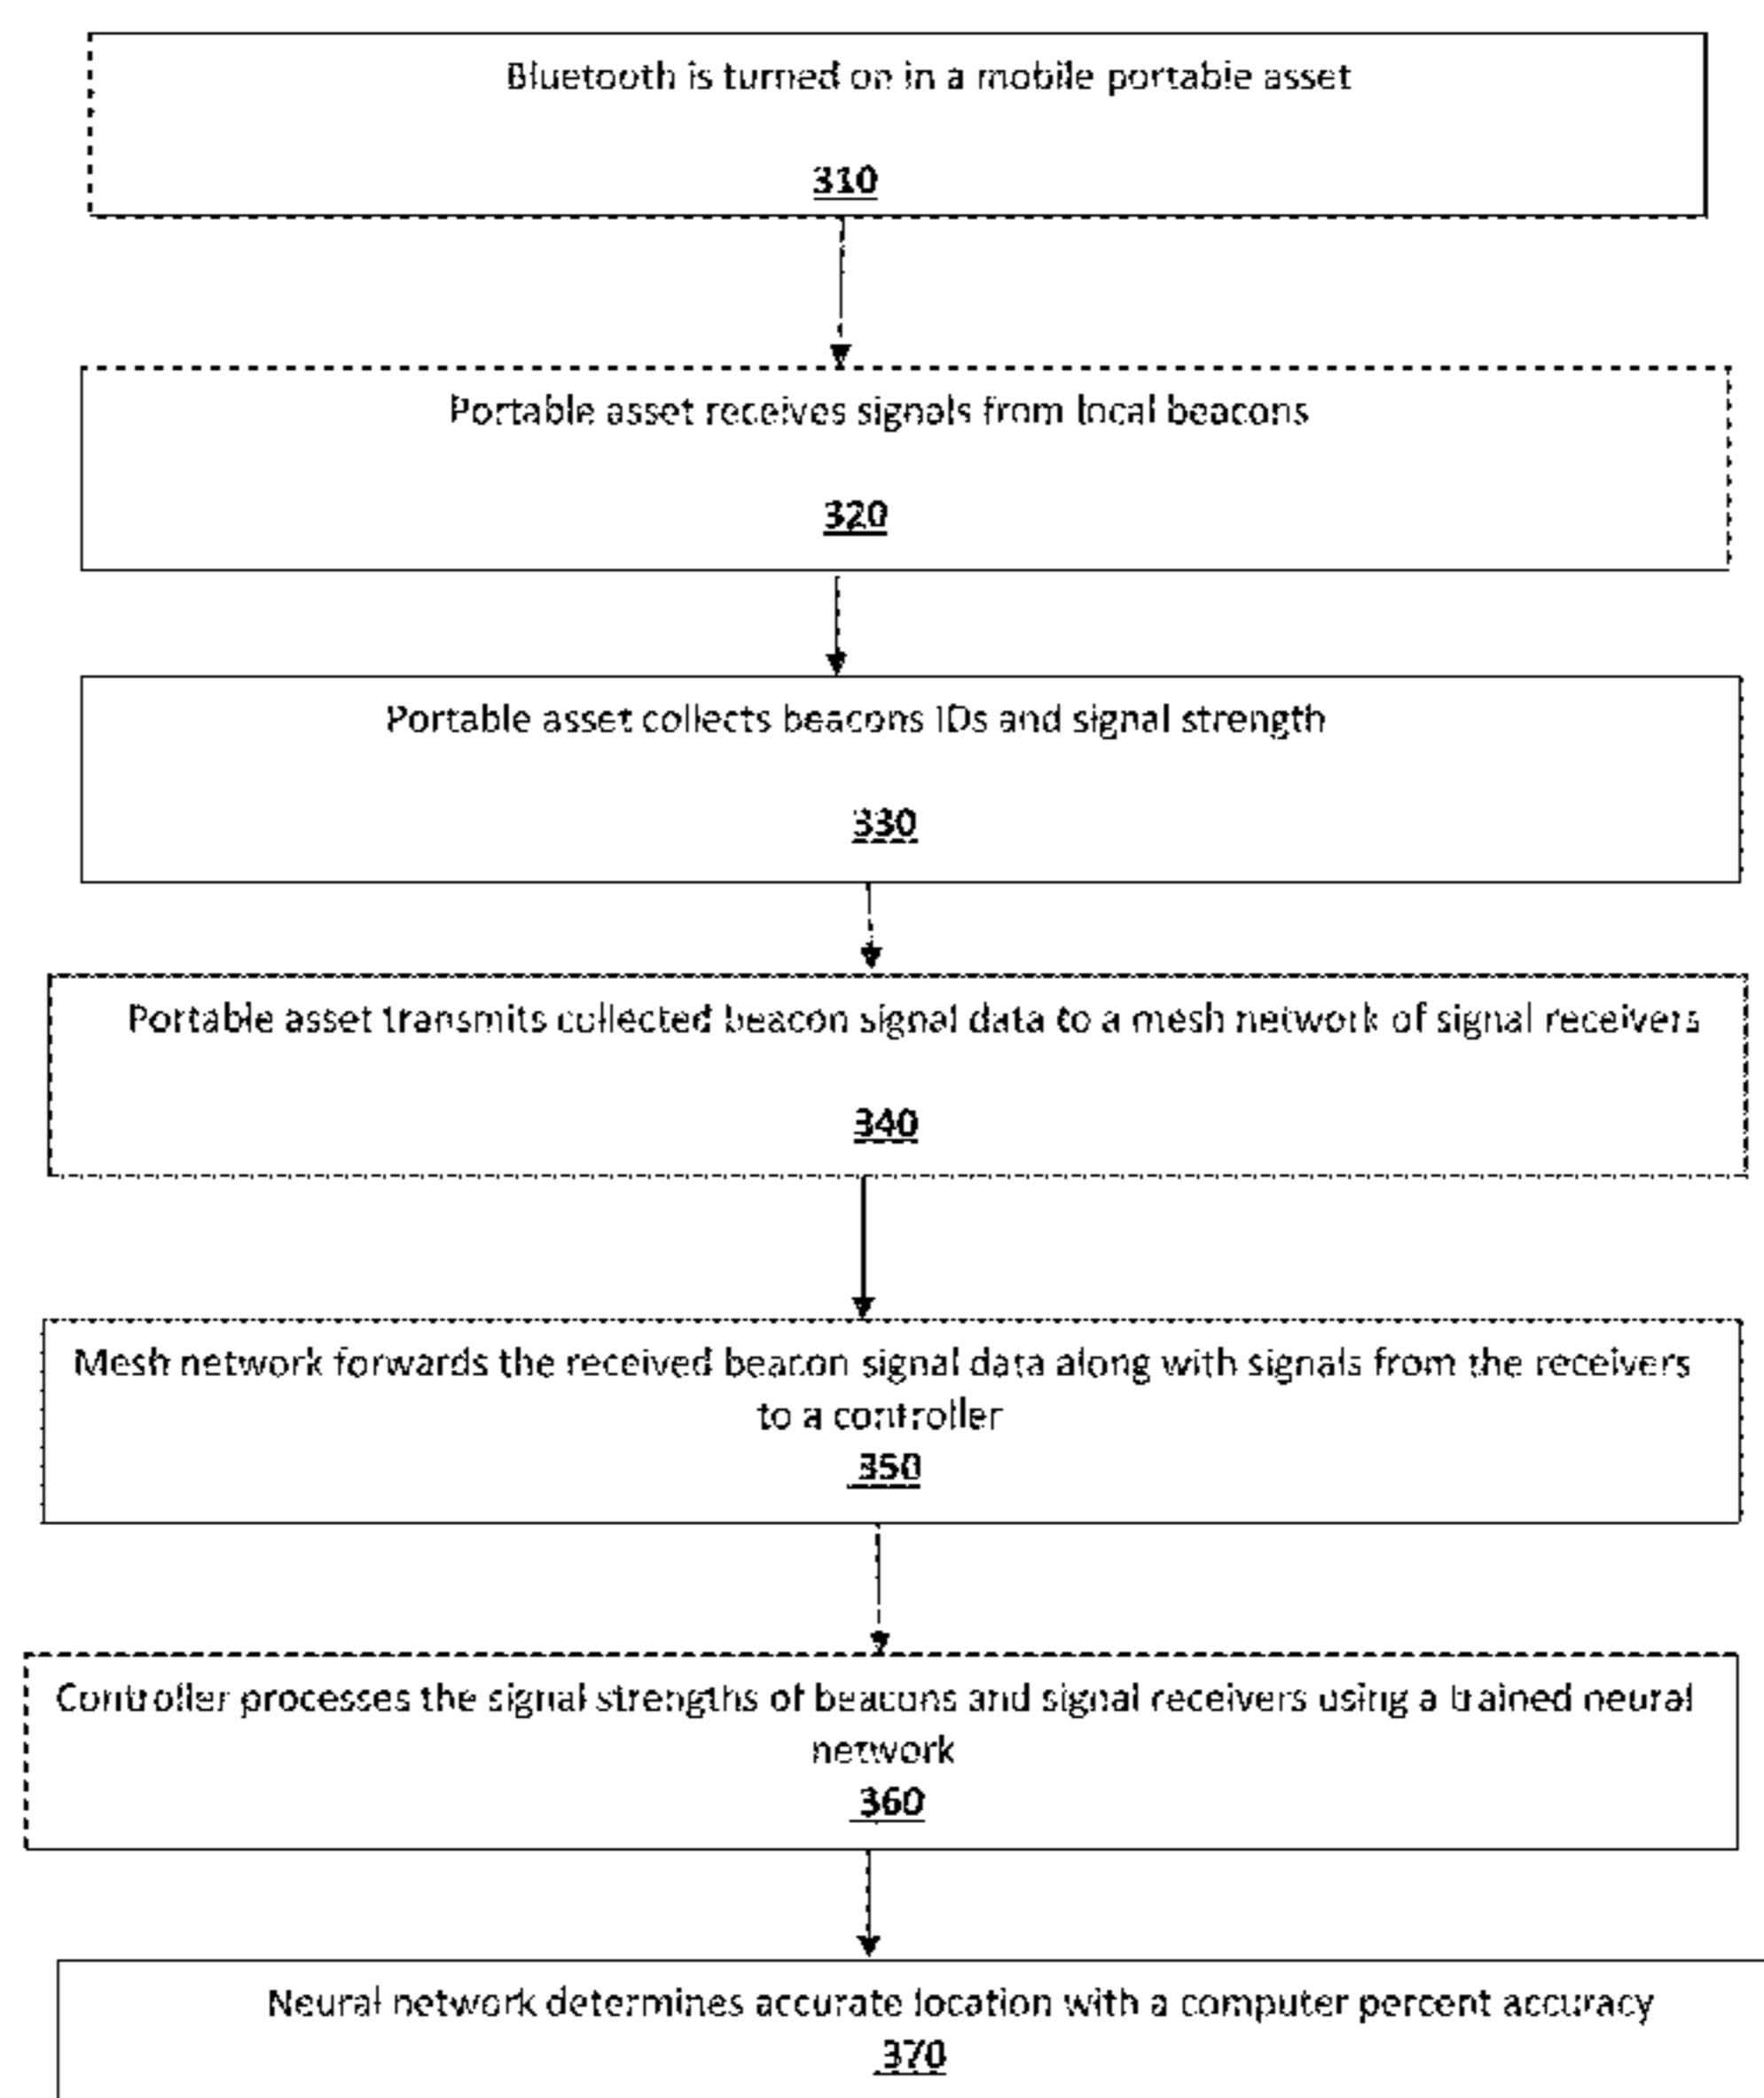 Bluetooth is turned on in a mobile portable asset
310
Portable asset receives signals from local beacons
320
Portable asset collects beacons IDs and signal strength
330
Portable asset transmits collected beacon signal data to a mesh network of signal receivers
340
Mesh network forwards the received beacon signal data along with signals from the receivers
to a controller
350
Controller processes the signal strengths of beacons and signal receivers using a trained neural
network
360
Neural network determines accurate location with a computer percent accuracy
370